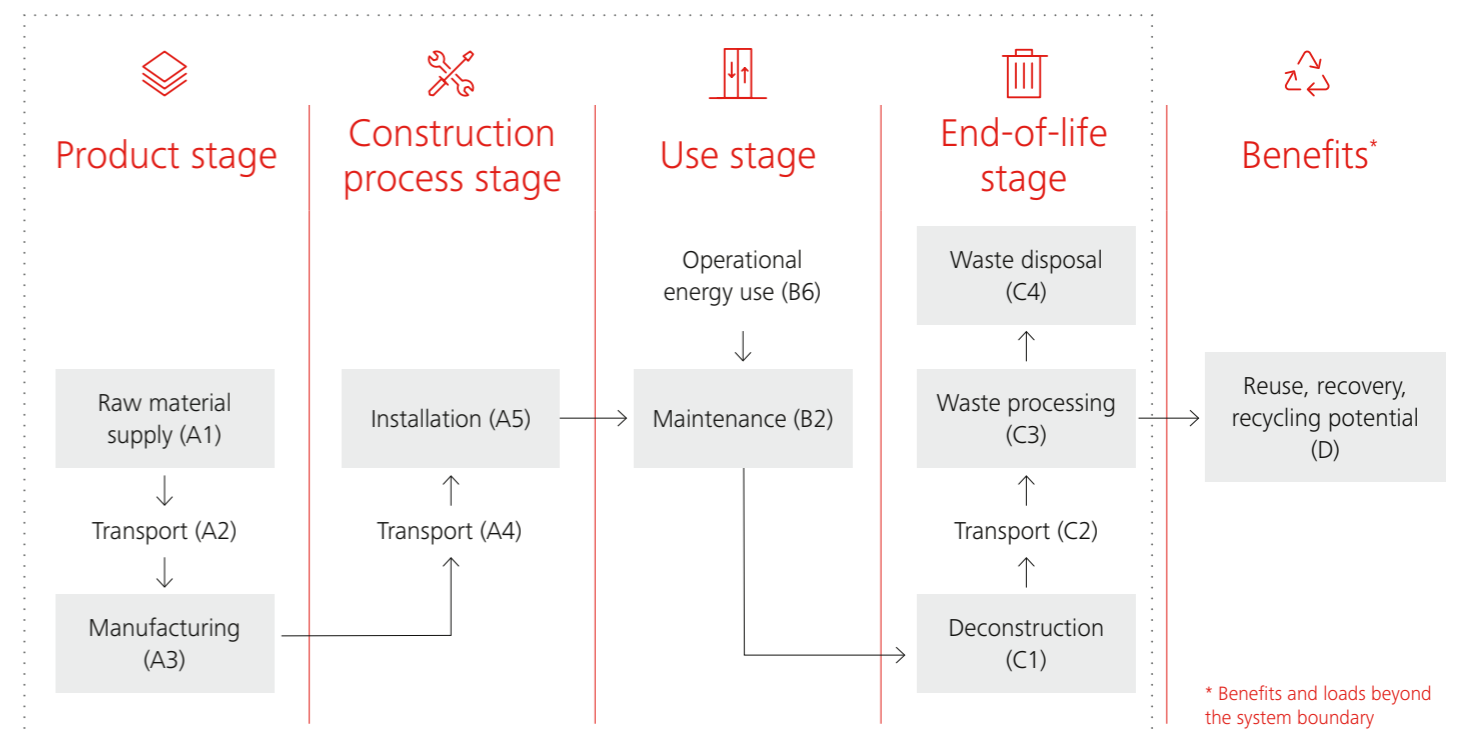 Product stage
Raw material
supply (A1)
Transport (A2)
Manufacturing
(A3)
Construction
process stage
Installation (A5)
Transport (A4)
Use stage
Operational
energy use (B6)
Maintenance (B2)
End-of-life
stage
Waste disposal
(C4)
Waste processing
(C3)
Transport (C2)
Deconstruction
(C1)
Benefits*
Reuse, recovery,
recycling potential
(D)
* Benefits and loads beyond
the system boundary